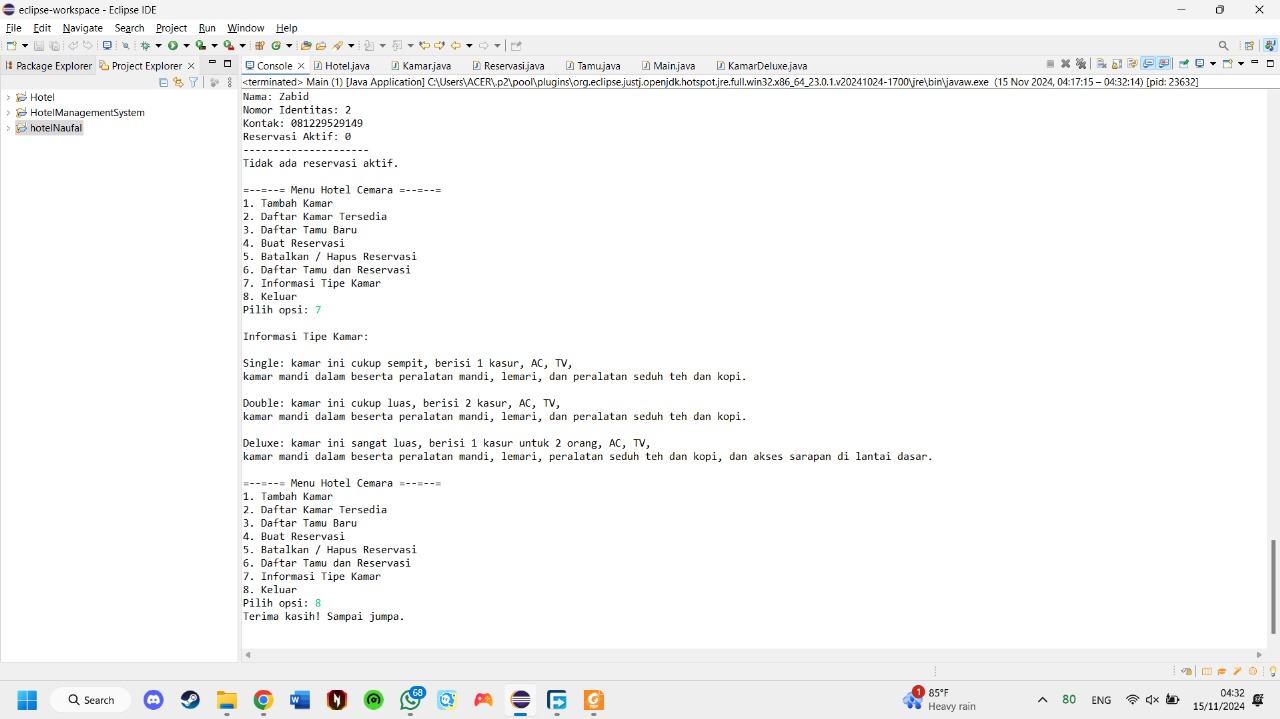 eclipse-workspace - Eclipse IDE
File Edit Navigate Search Project Run Window Help
Package Explorer Project Explorer
Console Hotel.java Kamar.java Reservasi.java Tamu.java Main.java KamarDeluxe.java
<terminated> Main (1) [Java Application] C:\Users\ACER\.p2\pool\plugins\org.eclipse.justj.openjdk.hotspot.jre.full.win32.x86_64_23.0.1.v20241024-1700\jre\bin\javaw.exe (15 Nov 2024, 04:17:15 – 04:32:14) [pid: 23632]
Hotel
HotelManagementSystem
hotelNaufal
Nama: Zabid
Nomor Identitas: 2
Kontak: 081229529149
Reservasi Aktif: 0
---------------------
Tidak ada reservasi aktif.
=--=--= Menu Hotel Cemara =--=--=
1. Tambah Kamar
2. Daftar Kamar Tersedia
3. Daftar Tamu Baru
4. Buat Reservasi
5. Batalkan / Hapus Reservasi
6. Daftar Tamu dan Reservasi
7. Informasi Tipe Kamar
8. Keluar
Pilih opsi: 7
Informasi Tipe Kamar:
Single: kamar ini cukup sempit, berisi 1 kasur, AC, TV,
kamar mandi dalam beserta peralatan mandi, lemari, dan peralatan seduh teh dan kopi.
Double: kamar ini cukup luas, berisi 2 kasur, AC, TV,
kamar mandi dalam beserta peralatan mandi, lemari, dan peralatan seduh teh dan kopi.
Deluxe: kamar ini sangat luas, berisi 1 kasur untuk 2 orang, AC, TV,
kamar mandi dalam beserta peralatan mandi, lemari, peralatan seduh teh dan kopi, dan akses sarapan di lantai dasar.
=--=--= Menu Hotel Cemara =--=--=
1. Tambah Kamar
2. Daftar Kamar Tersedia
3. Daftar Tamu Baru
4. Buat Reservasi
5. Batalkan / Hapus Reservasi
6. Daftar Tamu dan Reservasi
7. Informasi Tipe Kamar
8. Keluar
Pilih opsi: 8
Terima kasih! Sampai jumpa.
Search
68
1
85°F
Heavy rain
80
ENG
04:32
15/11/2024